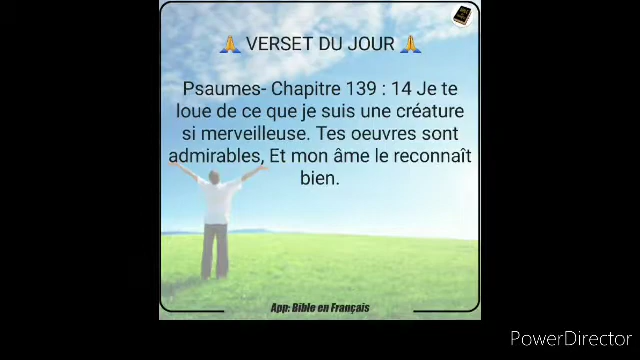 🙏 VERSET DU JOUR 🙏
Psaumes- Chapitre 139 : 14 Je te
loue de ce que je suis une créature
si merveilleuse. Tes oeuvres sont
admirables, Et mon âme le reconnaît
bien.
App: Bible en Français
PowerDirector